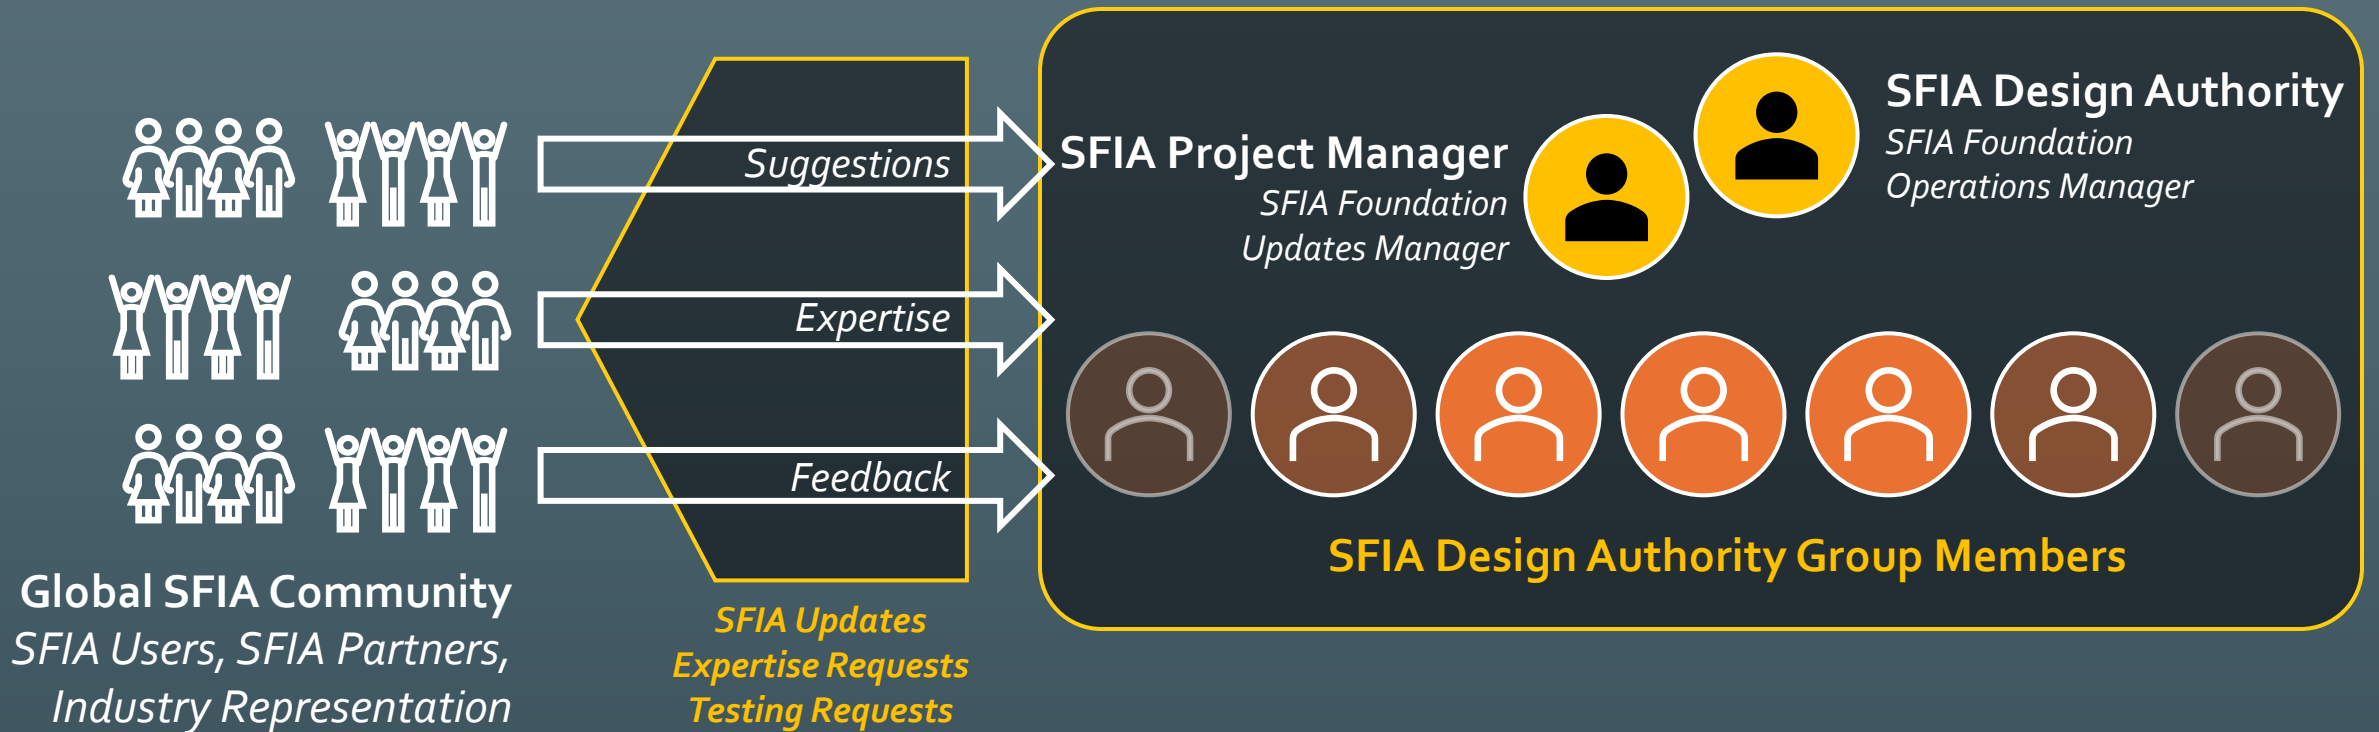 Suggestions
Expertise
Feedback
Global SFIA Community
SFIA Users, SFIA Partners,
Industry Representation
SFIA Updates
Expertise Requests
Testing Requests
SFIA Project Manager
SFIA Foundation
Updates Manager
SFIA Design Authority
SFIA Foundation
Operations Manager
SFIA Design Authority Group Members